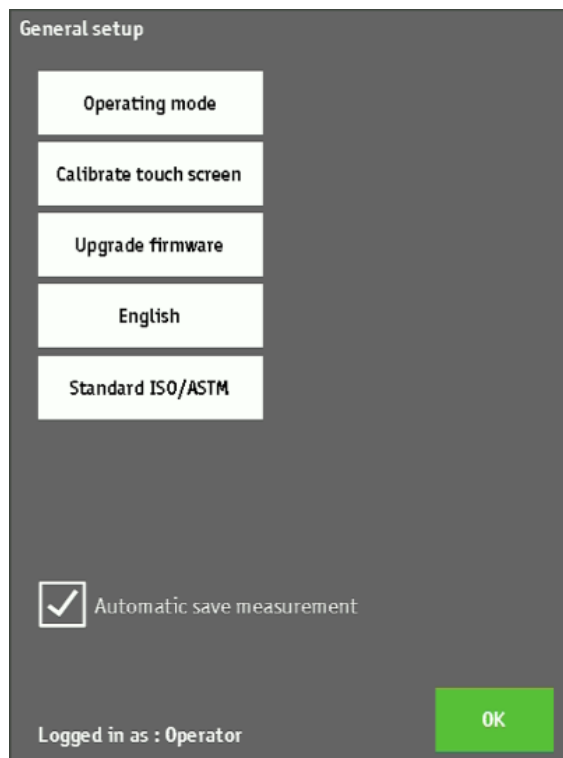 General setup
Operating mode
Calibrate touch screen
Upgrade firmware
English
Standard ISO/ASTM
Automatic save measurement
OK
Logged in as : Operator